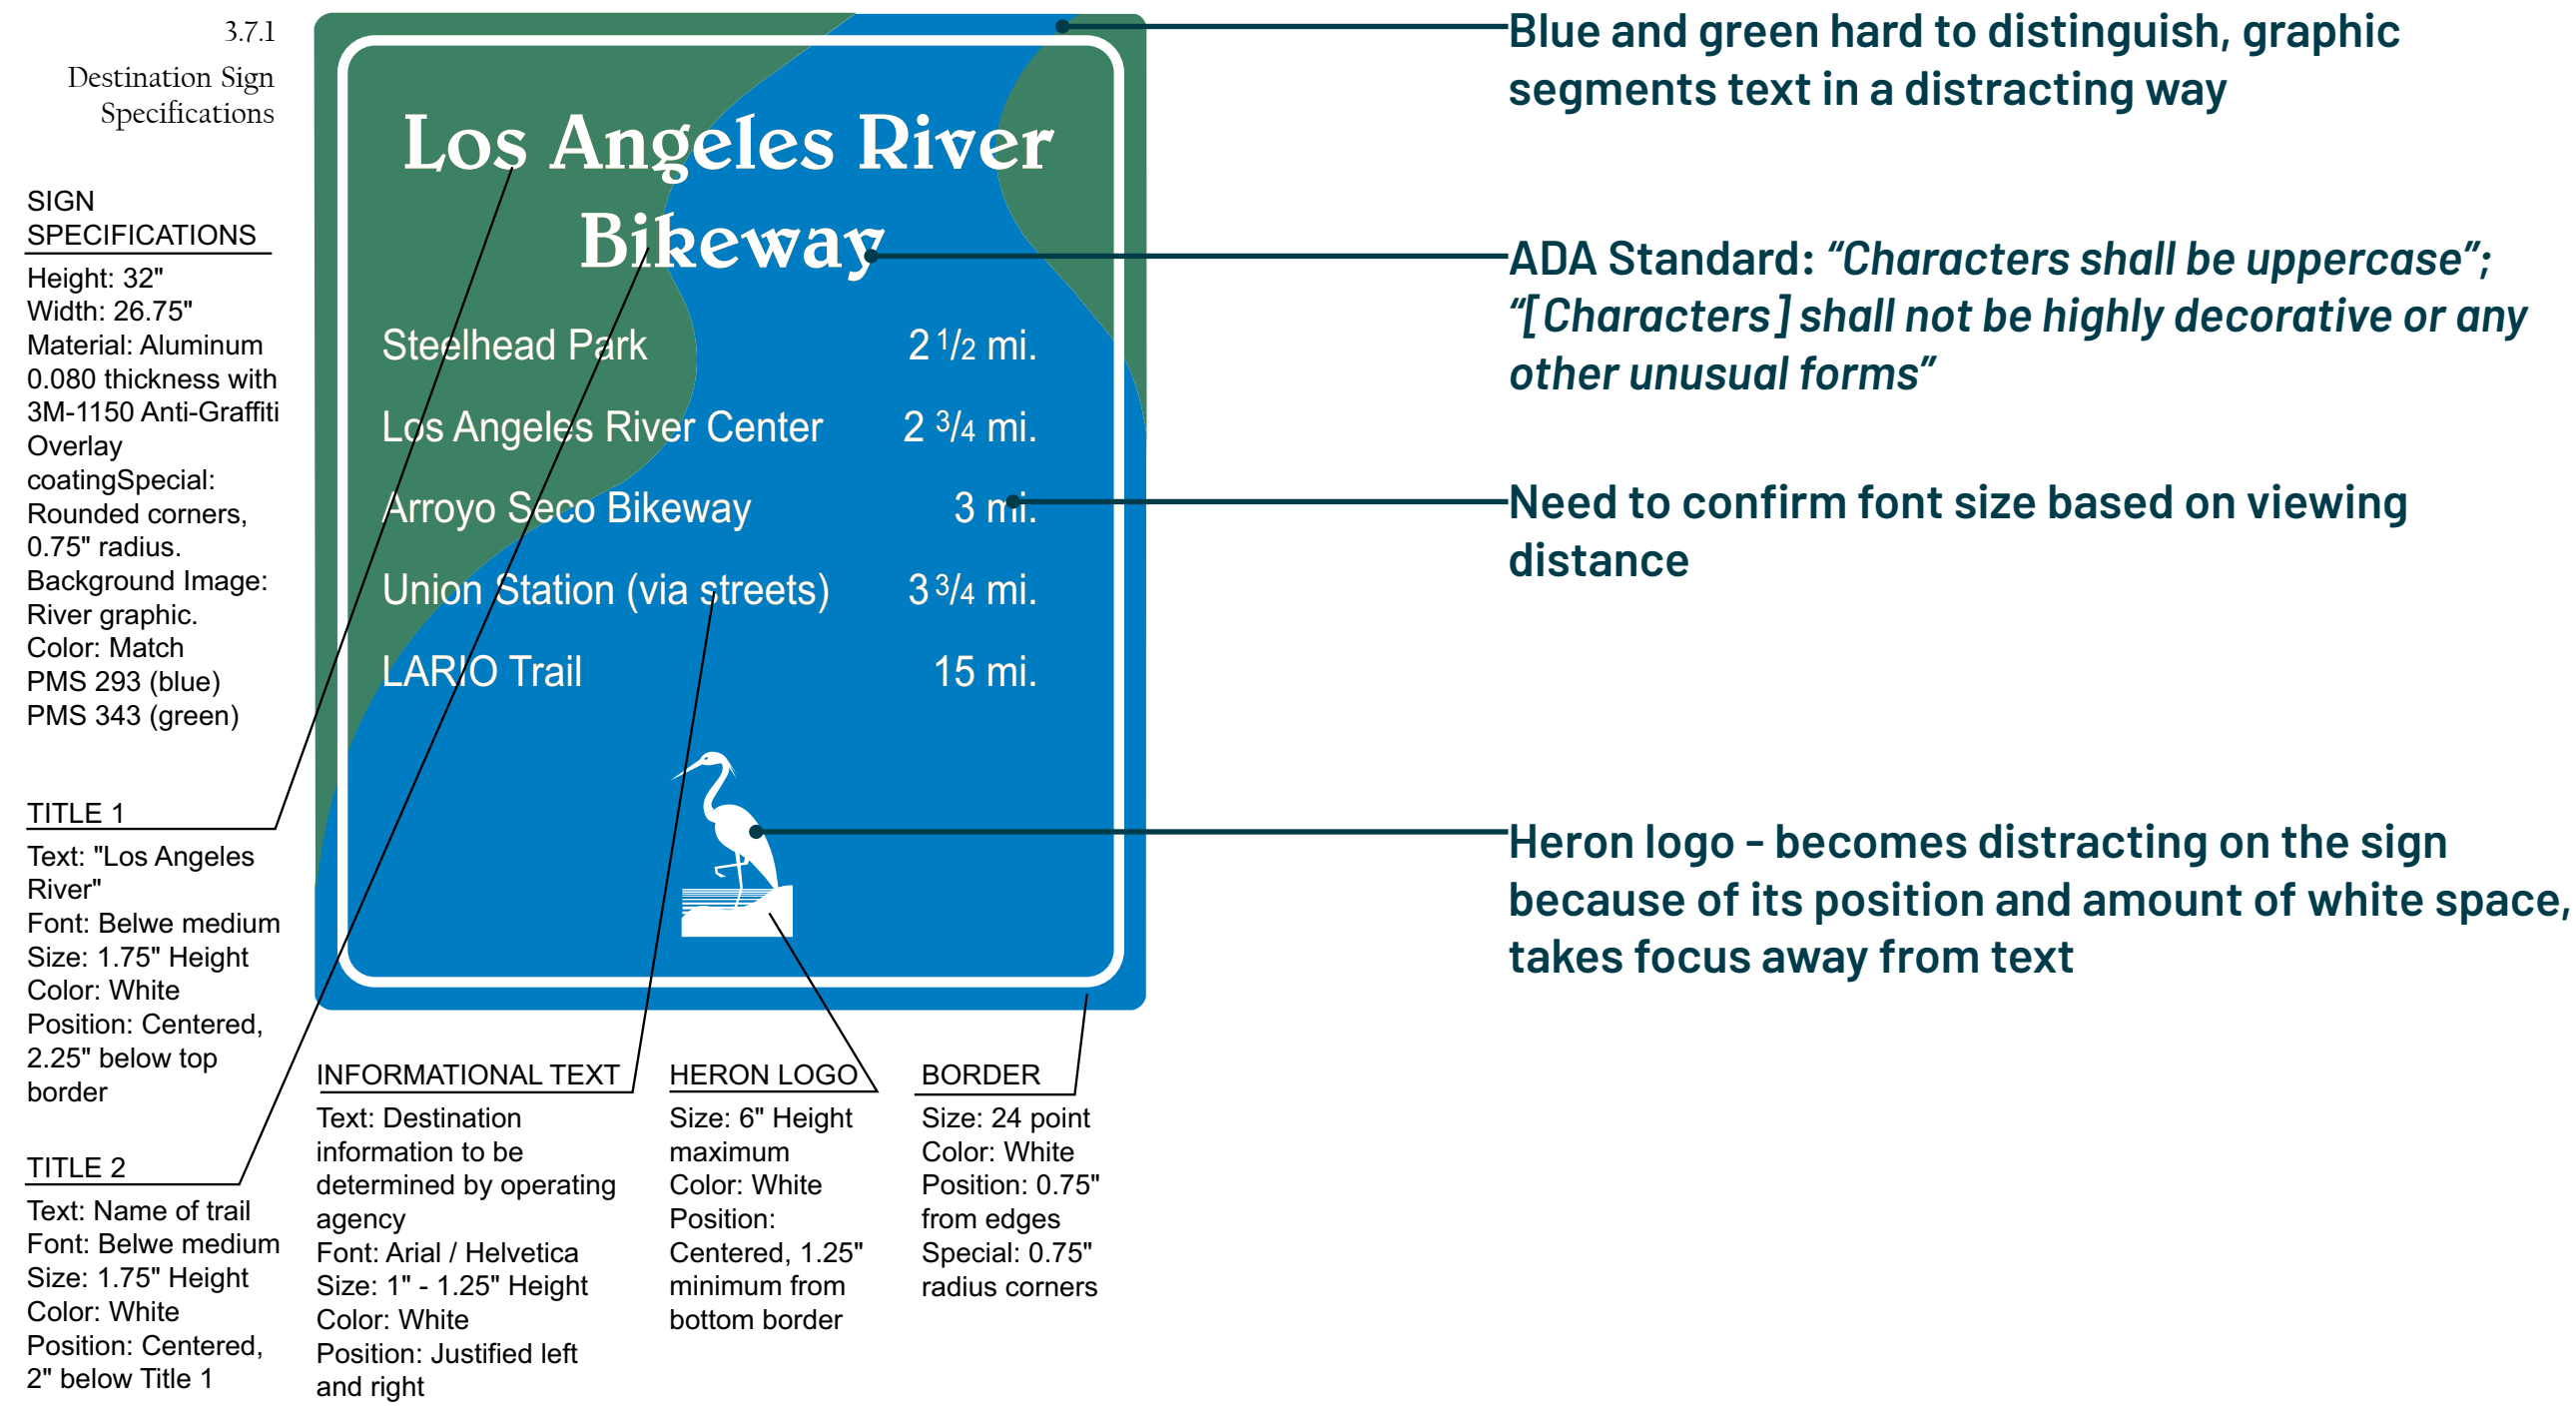 3.7.1
Destination Sign
Specifications
SIGN
SPECIFICATIONS
Height: 32"
Width: 26.75"
Material: Aluminum
0.080 thickness with
3M-1150 Anti-Graffiti
Overlay
coatingSpecial:
Rounded corners,
0.75" radius.
Background Image:
River graphic.
Color: Match
PMS 293 (blue)
PMS 343 (green)
TITLE 1
Text: "Los Angeles
River"
Font: Belwe medium
Size: 1.75" Height
Color: White
Position: Centered,
2.25" below top
border
TITLE 2
Text: Name of trail
Font: Belwe medium
Size: 1.75" Height
Color: White
Position: Centered,
2" below Title 1
Los Angeles River
Bikeway
Steelhead Park 2 1/2 mi.
Los Angeles River Center 2 3/4 mi.
Arroyo Seco Bikeway 3 mi.
Union Station (via streets) 3 3/4 mi.
LARIO Trail 15 mi.
INFORMATIONAL TEXT
Text: Destination
information to be
determined by operating
agency
Font: Arial / Helvetica
Size: 1" - 1.25" Height
Color: White
Position: Justified left
and right
HERON LOGO
Size: 6" Height
maximum
Color: White
Position:
Centered, 1.25"
minimum from
bottom border
BORDER
Size: 24 point
Color: White
Position: 0.75"
from edges
Special: 0.75"
radius corners
Blue and green hard to distinguish, graphic
segments text in a distracting way
ADA Standard: “Characters shall be uppercase”;
“[Characters] shall not be highly decorative or any
other unusual forms”
Need to confirm font size based on viewing
distance
Heron logo - becomes distracting on the sign
because of its position and amount of white space,
takes focus away from text